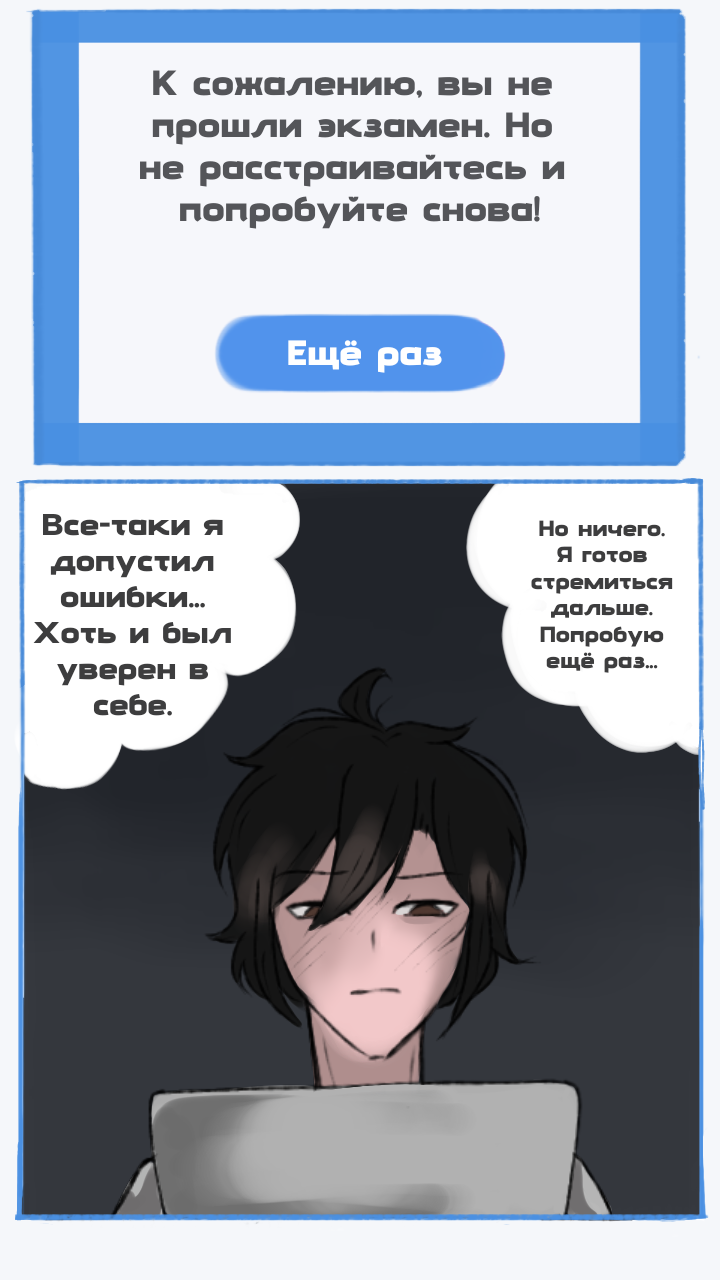 К сожалению, вы не
прошли экзамен. Но
не расстраивайтесь и
попробуйте снова!
Ещё раз
Все-таки я
допустил
ошибки...
Хоть и был
уверен в
себе.
Но ничего.
Я готов
стремиться
дальше.
Попробую
ещё раз...